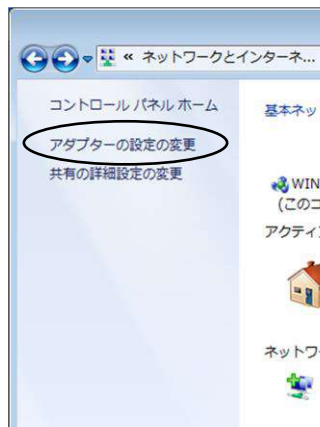 « ネットワークとインターネ...
コントロール パネル ホーム
アダプターの設定の変更
共有の詳細設定の変更
基本ネッ
WIN
(このコ
アクティ
ネットワ